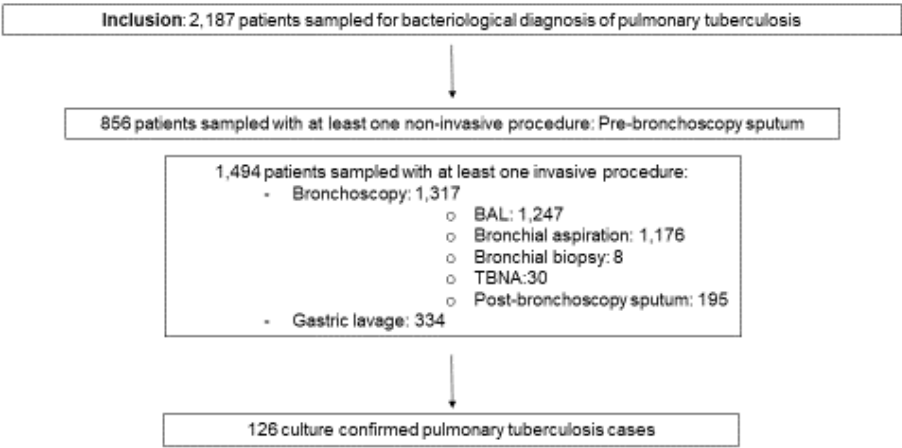 Inclusion: 2,187 patients sampled for bacteriological diagnosis of pulmonary tuberculosis
856 patients sampled with at least one non-invasive procedure: Pre-bronchoscopy sputum
1,494 patients sampled with at least one invasive procedure:
- Bronchoscopy: 1,317
o BAL: 1,247
o Bronchial aspiration: 1,176
o Bronchial biopsy: 8
o TBNA:30
o Post-bronchoscopy sputum: 195
- Gastric lavage: 334
126 culture confirmed pulmonary tuberculosis cases